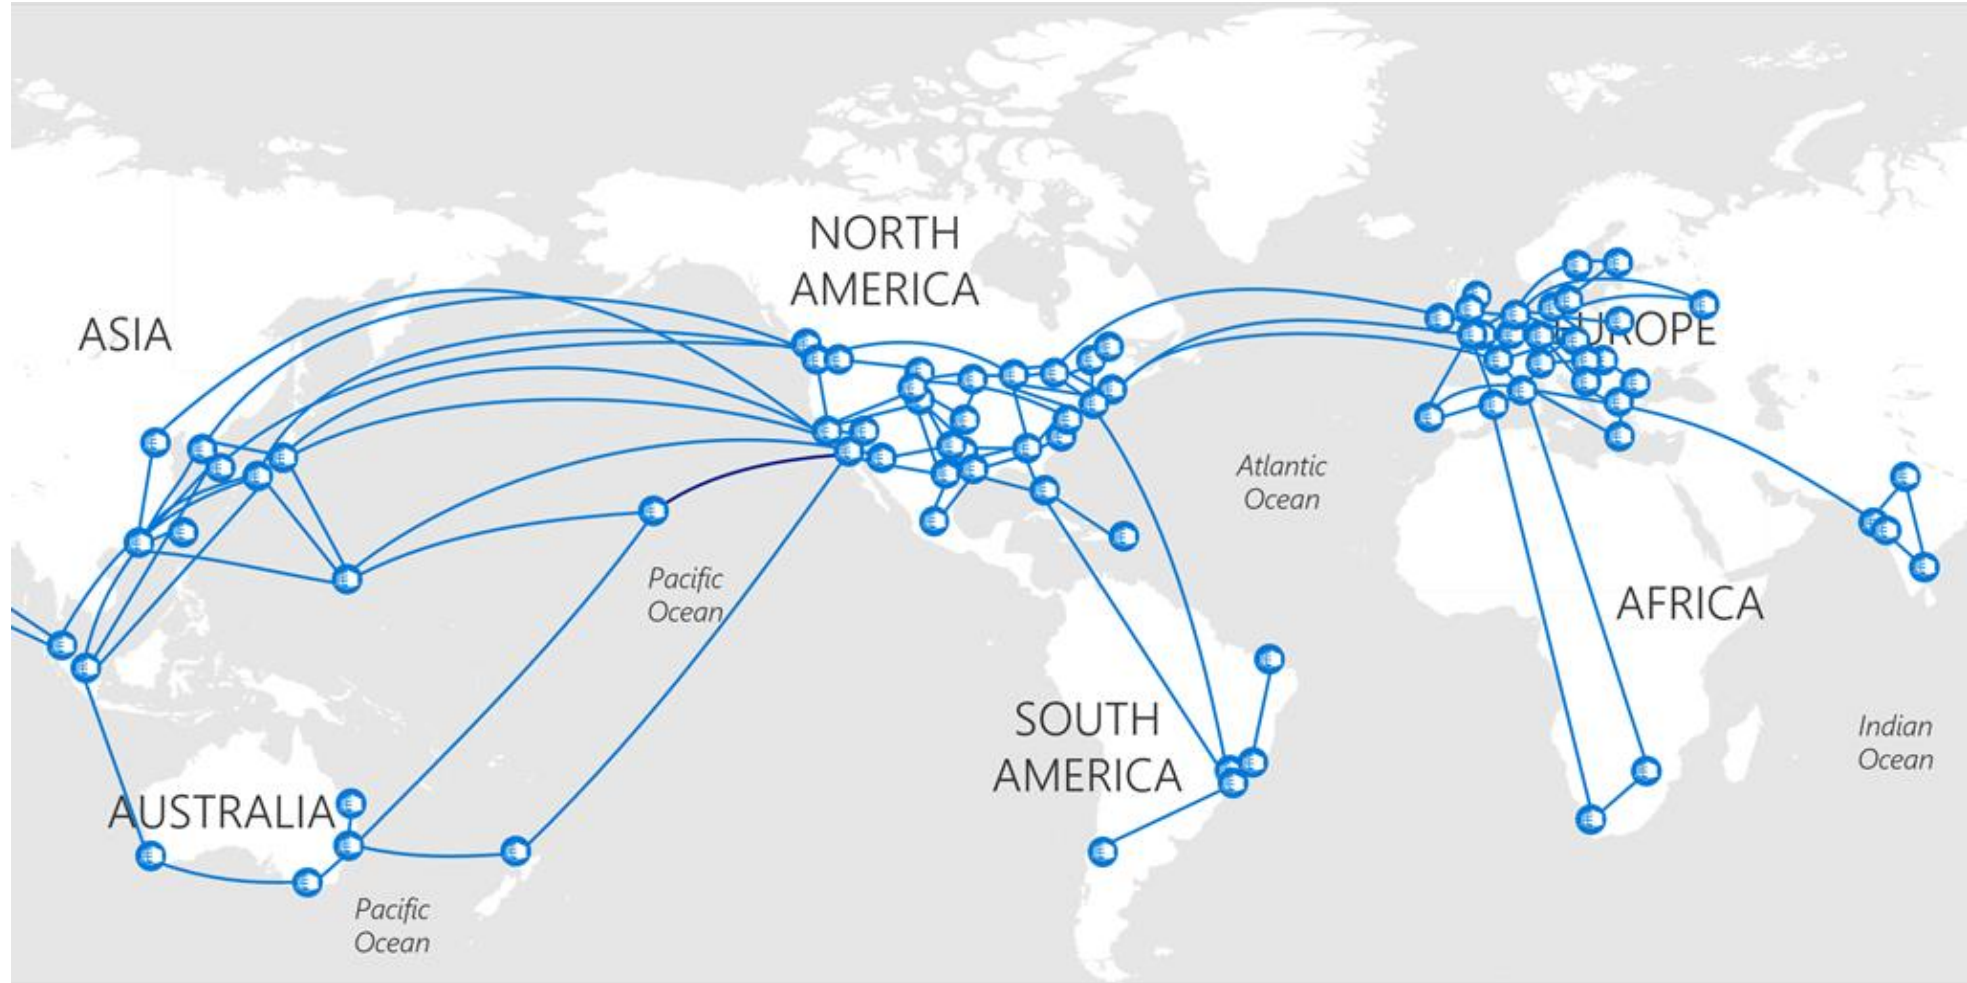 NORTH
AMERICA
ASIA
EUROPE
Atlantic
Ocean
Pacific
Ocean
AFRICA
SOUTH
AMERICA
Indian
Ocean
AUSTRALIA
Pacific
Ocean